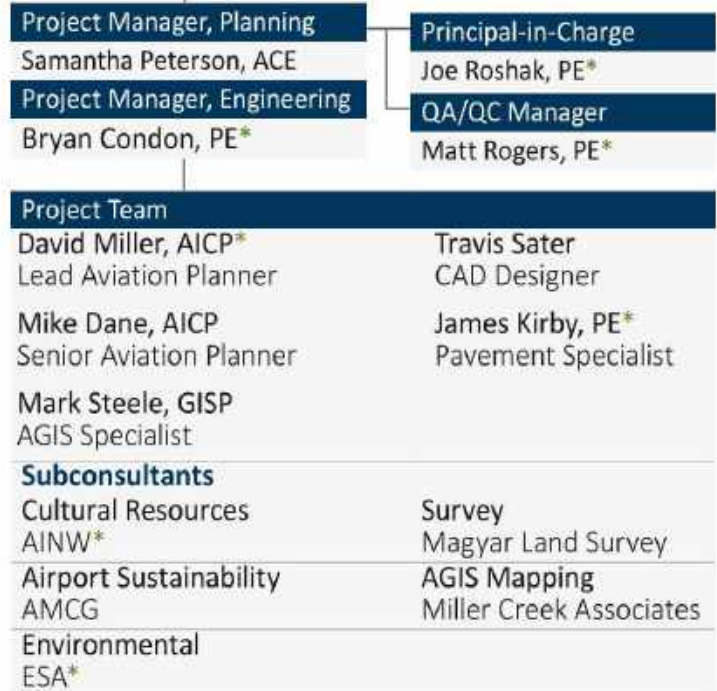 Project Manager, Planning
Samantha Peterson, ACE
Project Manager, Engineering
Bryan Condon, PE*
Principal-in-Charge
Joe Roshak, PE*
QA/QC Manager
Matt Rogers, PE*
Project Team
David Miller, AICP*
Lead Aviation Planner
Mike Dane, AICP
Senior Aviation Planner
Mark Steele, GISP
AGIS Specialist
Travis Sater
CAD Designer
James Kirby, PE*
Pavement Specialist
Subconsultants
Cultural Resources
AINW*
Survey
Magyar Land Survey
Airport Sustainability
AMCG
AGIS Mapping
Miller Creek Associates
Environmental
ESA*